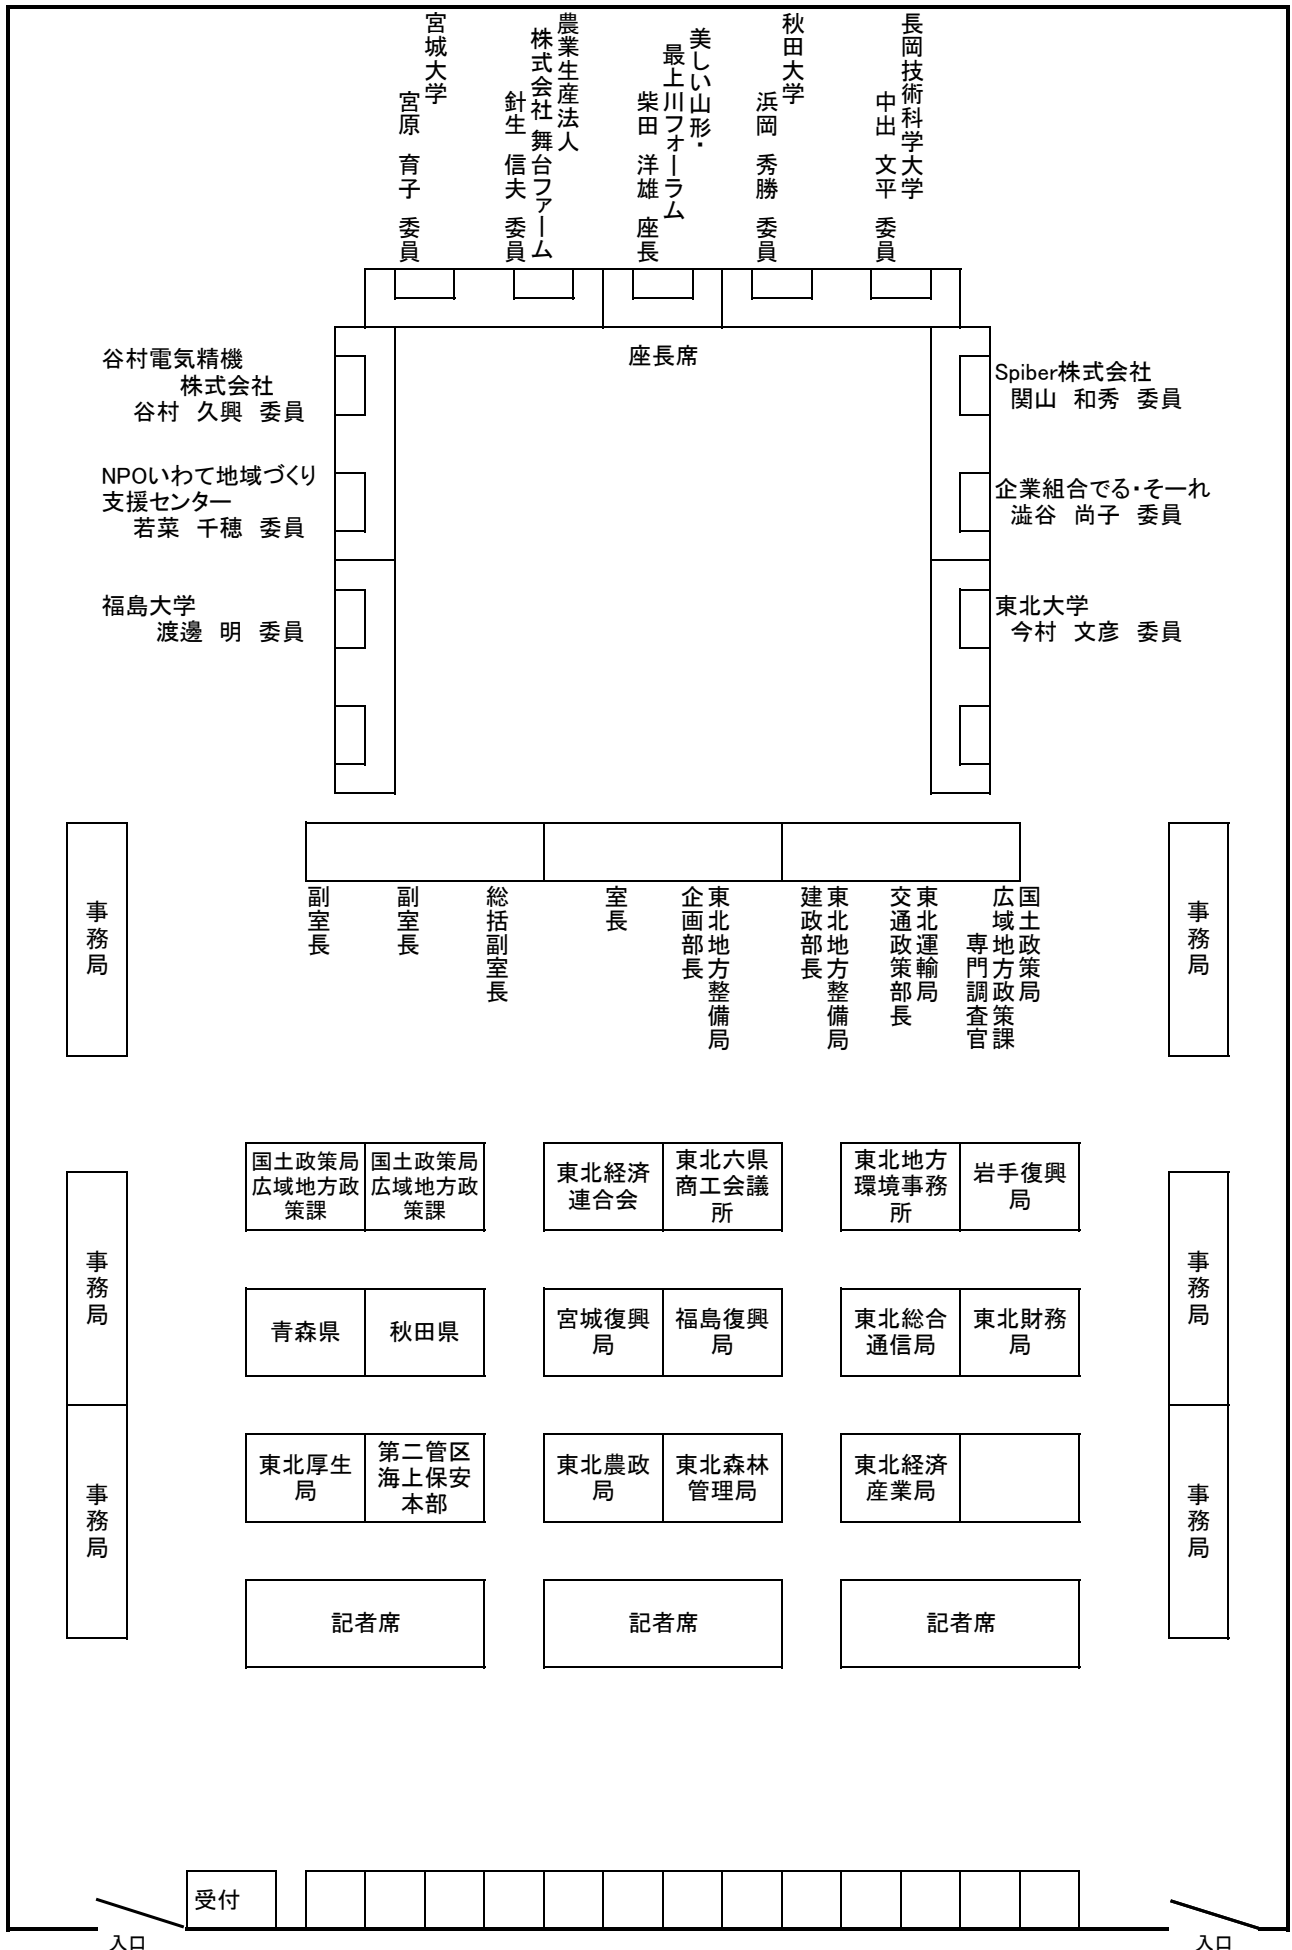 宮城大学
宮原 育子 委員
農業生産法人
株式会社 舞台ファーム
針生 信夫 委員
美しい山形・
最上川フォーラム
柴田 洋雄 座長
秋田大学
浜岡 秀勝 委員
長岡技術科学大学
中出 文平 委員
座長席
谷村電気精機
株式会社
谷村 久興 委員
NPOいわて地域づくり
支援センター
若菜 千穂 委員
福島大学
渡邊 明 委員
Spiber株式会社
関山 和秀 委員
企業組合でる・そーれ
澁谷 尚子 委員
東北大学
今村 文彦 委員
事務局
副室長
副室長
総括副室長
室長
東北地方整備局
企画部長
東北地方整備局
建政部長
東北運輸局
交通政策部長
国土政策局
広域地方政策課
専門調査官
事務局
国土政策局
広域地方政
策課
国土政策局
広域地方政
策課
東北経済
連合会
東北六県
商工会議
所
東北地方
環境事務
所
岩手復興
局
事務局
青森県
秋田県
宮城復興
局
福島復興
局
東北総合
通信局
東北財務
局
事務局
事務局
東北厚生
局
第二管区
海上保安
本部
東北農政
局
東北森林
管理局
東北経済
産業局
事務局
記者席
記者席
記者席
受付
入口
入口